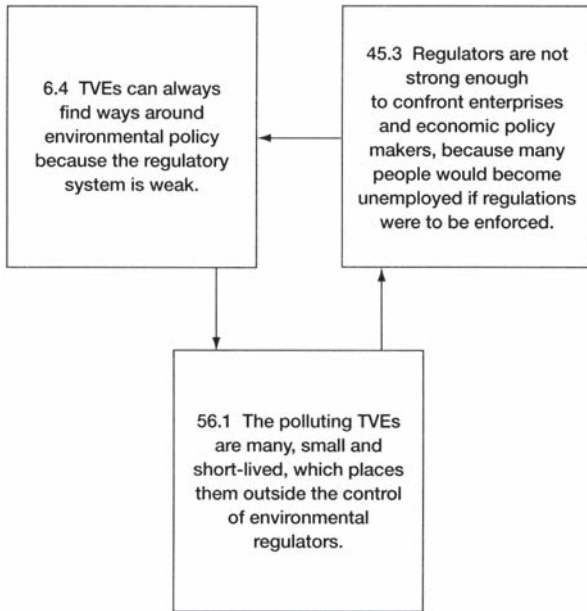 6.4 TVEs can always
find ways around
environmental policy
because the regulatory
system is weak.
45.3 Regulators are not
strong enough
to confront enterprises
and economic policy
makers, because many
people would become
unemployed if regulations
were to be enforced.
56.1 The polluting TVEs
are many, small and
short-lived, which places
them outside the control
of environmental
regulators.